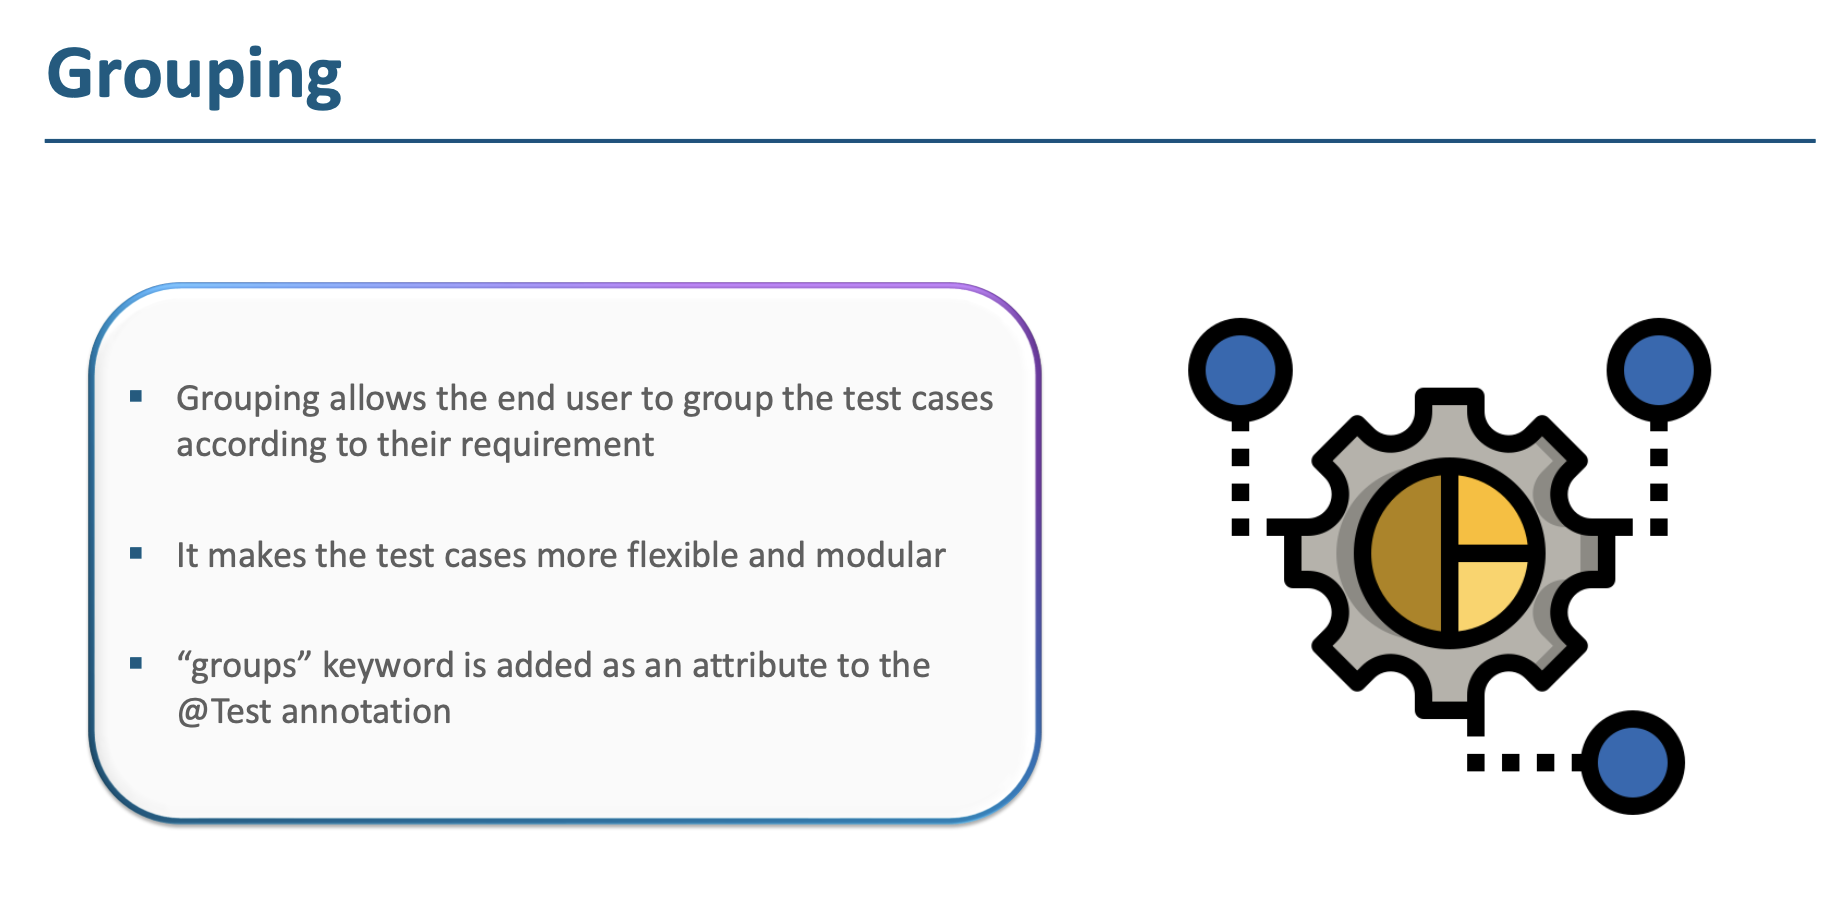 Grouping
▪ Grouping allows the end user to group the test cases
according to their requirement
▪ It makes the test cases more flexible and modular
▪ “groups” keyword is added as an attribute to the
@Test annotation